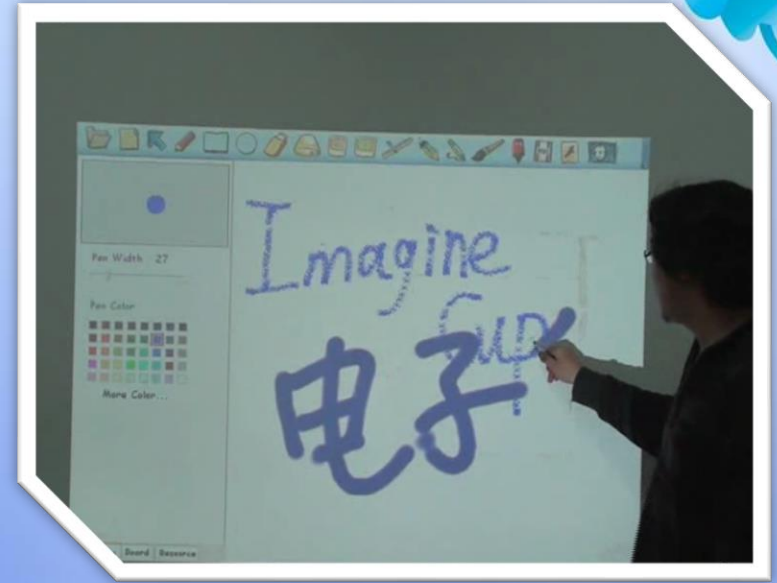 Pen Width 27
Pen Color
More Color...
Board Resource
Imagine
Cup
电子